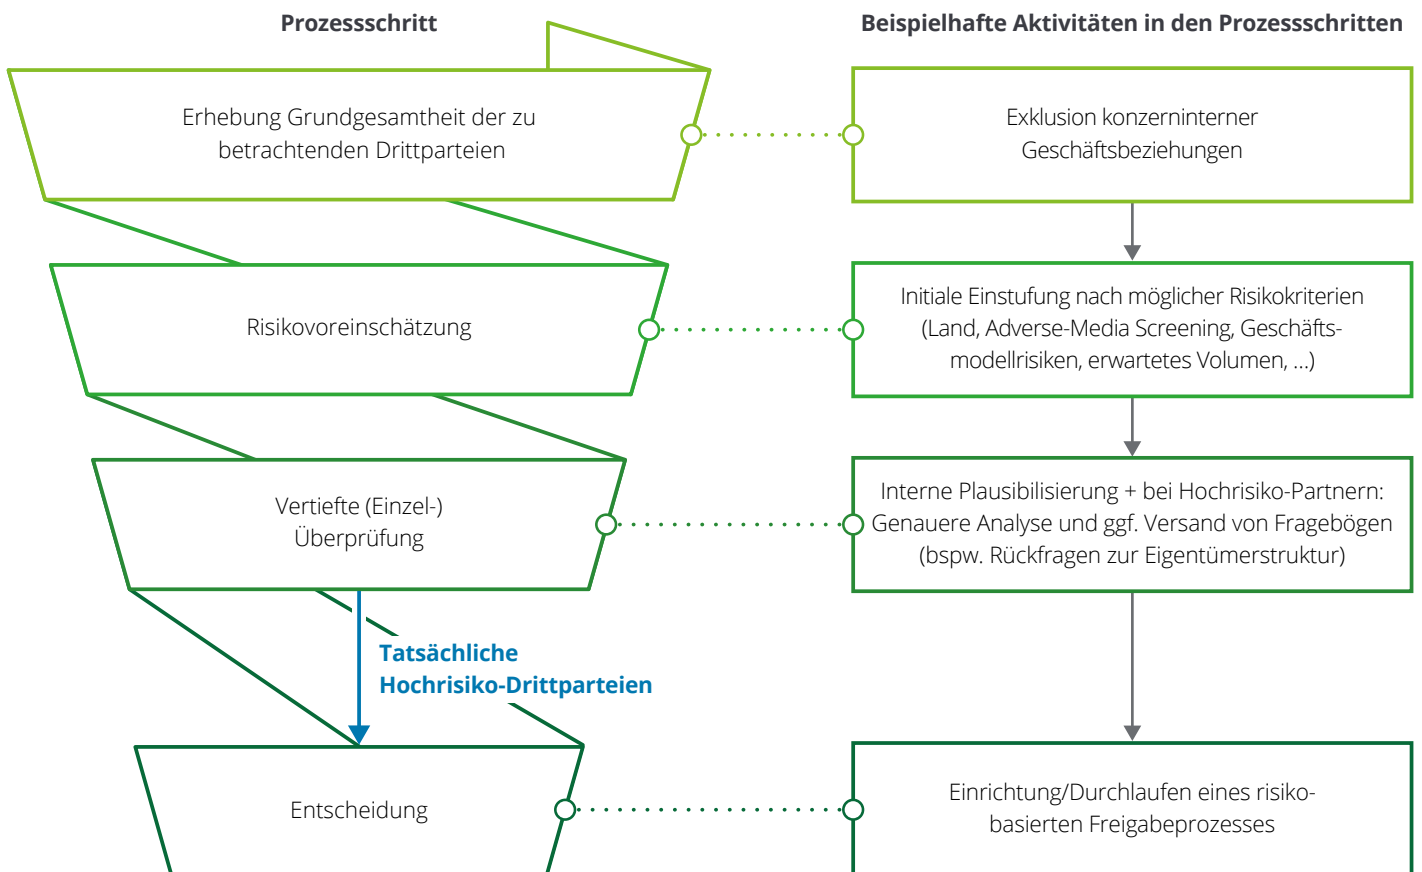 Prozessschritt
Beispielhafte Aktivitäten in den Prozessschritten
Erhebung Grundgesamtheit der zu
betrachtenden Drittparteien
Exklusion konzerninterner
Geschäftsbeziehungen
Risikovoreinschätzung
Initiale Einstufung nach möglicher Risikokriterien
(Land, Adverse-Media Screening, Geschäfts-
modellrisiken, erwartetes Volumen, ...)
Vertiefte (Einzel-)
Überprüfung
Interne Plausibilisierung + bei Hochrisiko-Partnern:
Genauere Analyse und ggf. Versand von Fragebögen
(bspw. Rückfragen zur Eigentümerstruktur)
Tatsächliche
Hochrisiko-Drittparteien
Entscheidung
Einrichtung/Durchlaufen eines risiko-
basierten Freigabeprozesses